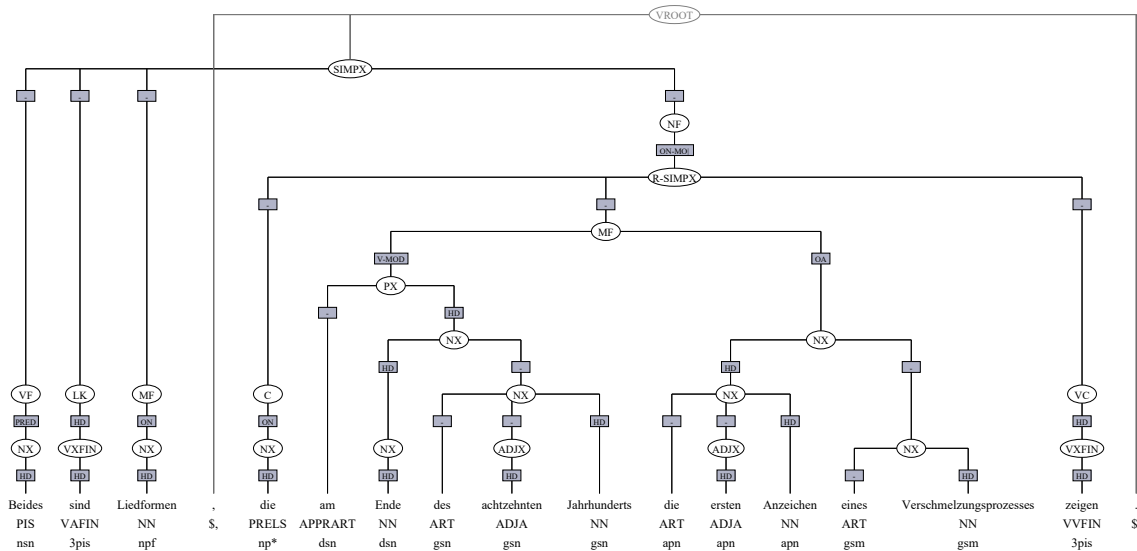 VROOT
SIMPX
- - - -
NF
ON-MO
R-SIMPX
- - -
MF
V-MOD OA
PX
- HD
NX NX
HD - HD -
VF LK MF C NX NX VC
PRED HD ON ON - - HD - - HD HD
NX VXFIN NX NX NX ADJX ADJX NX VXFIN
HD HD HD HD HD HD HD - HD HD
Beides sind Liedformen , die am Ende des achtzehnten Jahrhunderts die ersten Anzeichen eines Verschmelzungsprozesses zeigen .
PIS VAFIN NN $, PRELS APPRART NN ART ADJA NN ART ADJA NN ART NN VVFIN $
nsn 3pis npf np* dsn dsn gsn gsn gsn apn apn apn gsm gsm 3pis